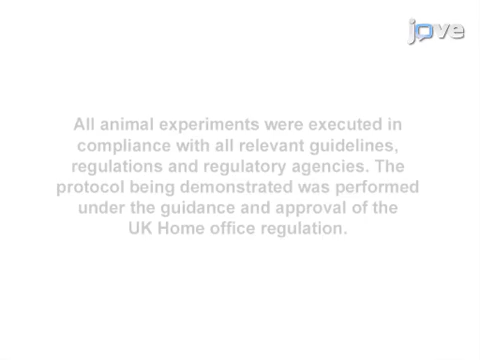 jove
All animal experiments were executed in
compliance with all relevant guidelines,
regulations and regulatory agencies. The
protocol being demonstrated was performed
under the guidance and approval of the
UK Home office regulation.